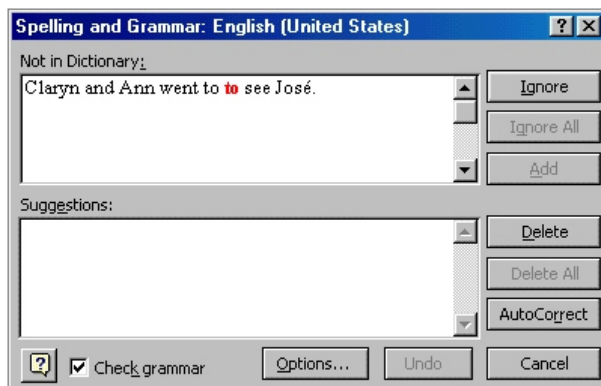 Spelling and Grammar: English (United States)
Not in Dictionary:
Claryn and Ann went to to see José.
Ignore
Ignore All
Add
Suggestions:
Delete
Delete All
AutoCorrect
Check grammar
Options...
Undo
Cancel